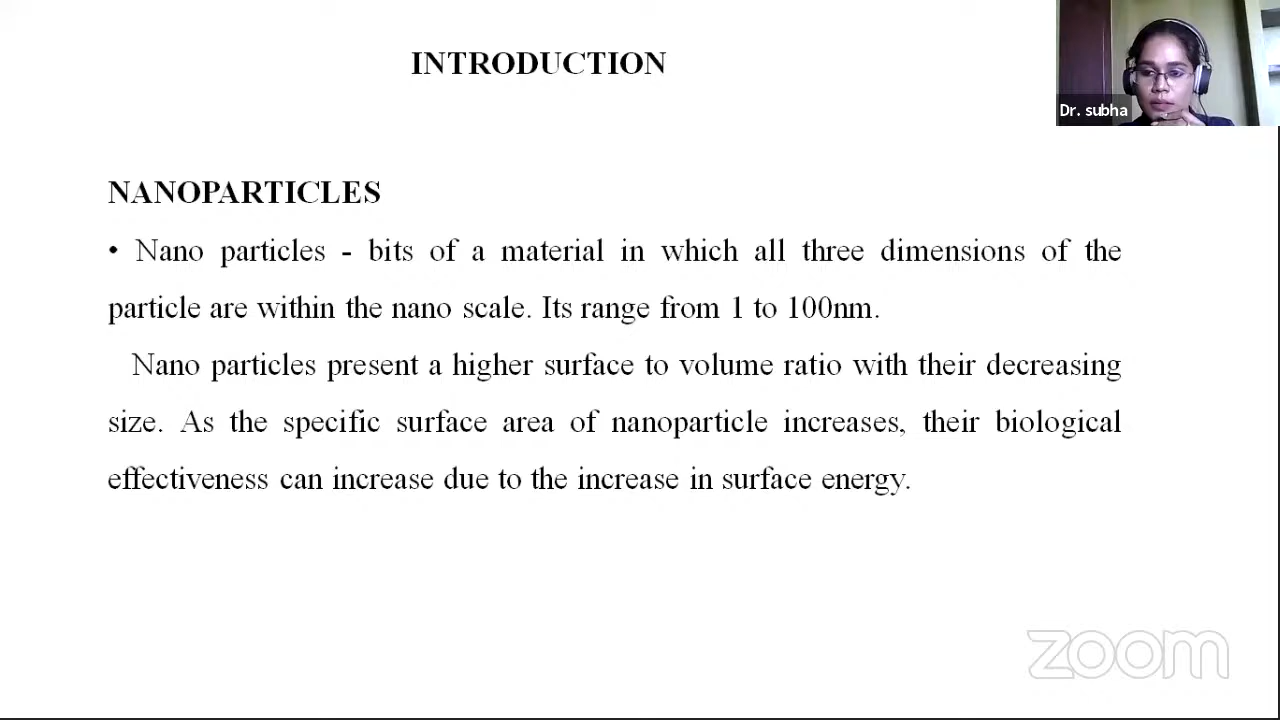 INTRODUCTION
Dr. subha
NANOPARTICLES
• Nano particles - bits of a material in which all three dimensions of the
particle are within the nano scale. Its range from 1 to 100nm.
Nano particles present a higher surface to volume ratio with their decreasing
size. As the specific surface area of nanoparticle increases, their biological
effectiveness can increase due to the increase in surface energy.
zoom